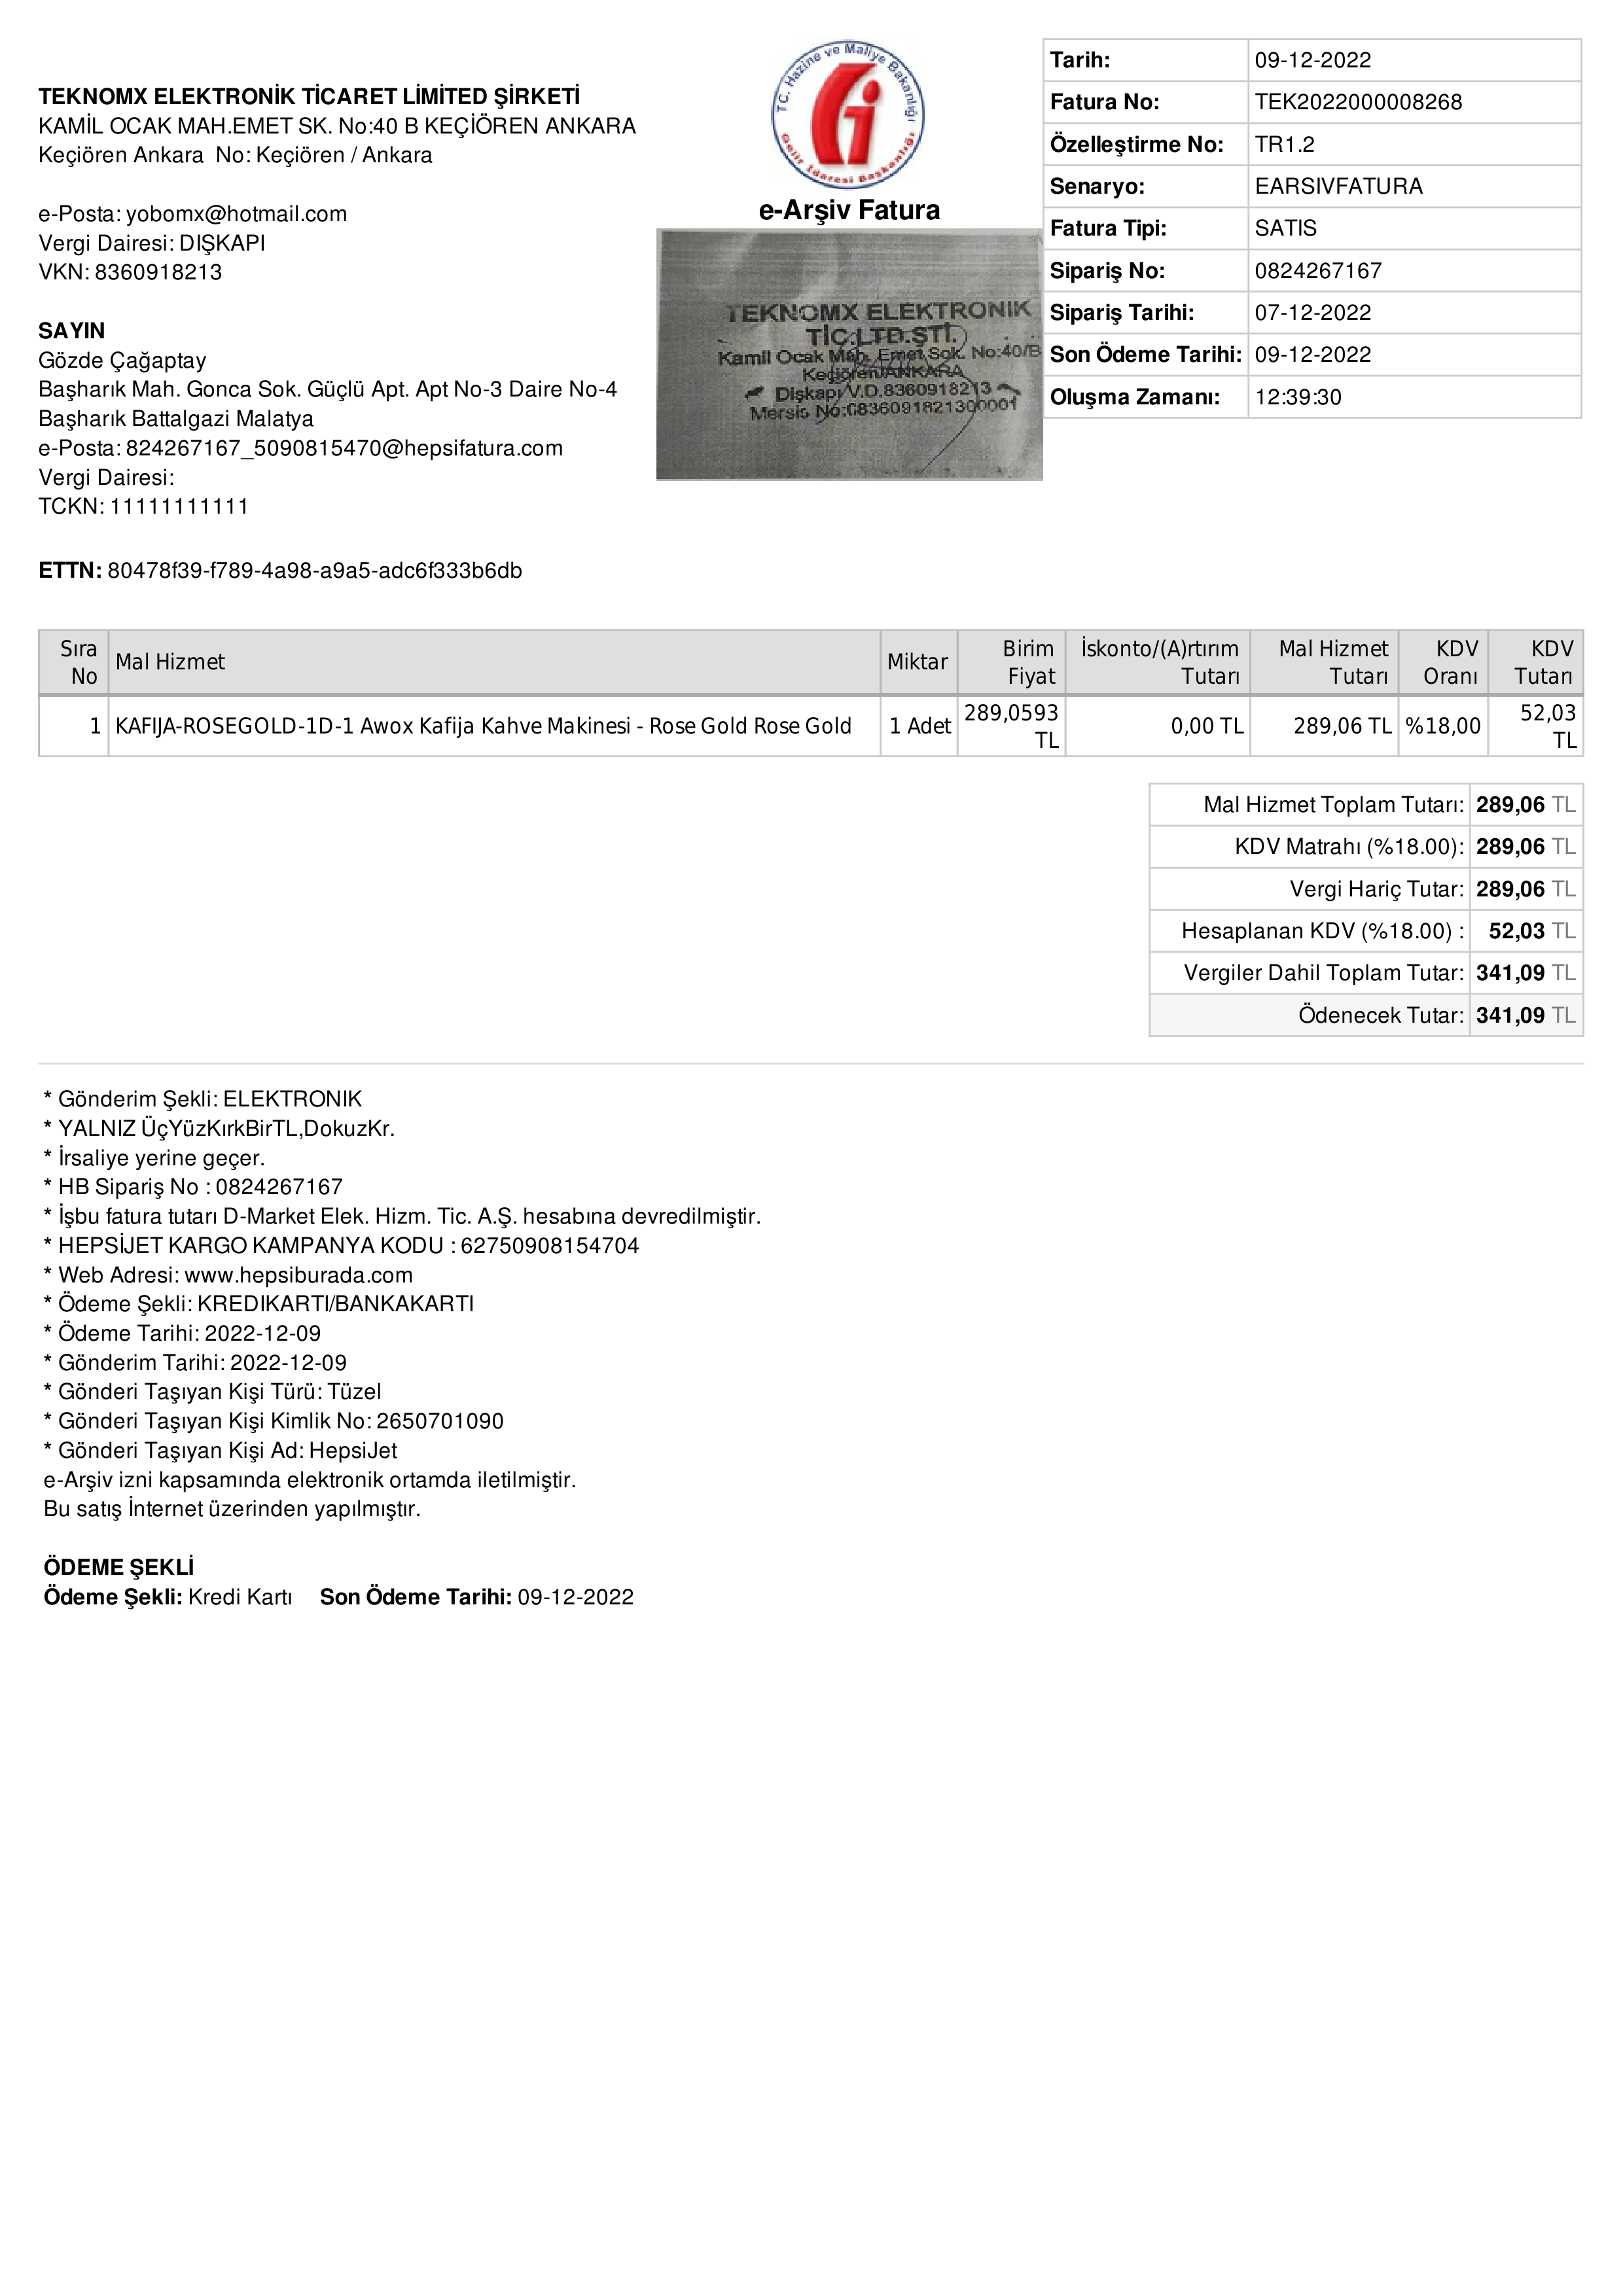 TEKNOMX ELEKTRONİK TİCARET LİMİTED ŞİRKETİ
KAMİL OCAK MAH.EMET SK. No:40 B KEÇİÖREN ANKARA
Keçiören Ankara  No: Keçiören / Ankara
e-Posta: yobomx@hotmail.com
Vergi Dairesi: DIŞKAPI
VKN: 8360918213
SAYIN
Gözde Çağaptay
Başharık Mah. Gonca Sok. Güçlü Apt. Apt No-3 Daire No-4
Başharık Battalgazi Malatya
e-Posta: 824267167_5090815470@hepsifatura.com
Vergi Dairesi:
TCKN: 11111111111
ETTN: 80478f39-f789-4a98-a9a5-adc6f333b6db
TC. Hazine ve Maliye Bakanlığı
Gelir İdaresi Başkanlığı
e-Arşiv Fatura
TEKNOMX ELEKTRONIK
TİC.LTD.ŞTİ.
Kamil Ocak Mah. Emet Sok. No:40/B
Keçiören/ANKARA
Dışkapı V.D.8360918213
Mersis No:0836091821300001
Tarih: 09-12-2022
Fatura No: TEK2022000008268
Özelleştirme No: TR1.2
Senaryo: EARSIVFATURA
Fatura Tipi: SATIS
Sipariş No: 0824267167
Sipariş Tarihi: 07-12-2022
Son Ödeme Tarihi: 09-12-2022
Oluşma Zamanı: 12:39:30
Sıra No Mal Hizmet Miktar Birim Fiyat İskonto/(A)rtırım Tutarı Mal Hizmet Tutarı KDV Oranı KDV Tutarı
1 KAFIJA-ROSEGOLD-1D-1 Awox Kafija Kahve Makinesi - Rose Gold Rose Gold 1 Adet 289,0593 TL 0,00 TL 289,06 TL %18,00 52,03 TL
Mal Hizmet Toplam Tutarı: 289,06 TL
KDV Matrahı (%18.00): 289,06 TL
Vergi Hariç Tutar: 289,06 TL
Hesaplanan KDV (%18.00) : 52,03 TL
Vergiler Dahil Toplam Tutar: 341,09 TL
Ödenecek Tutar: 341,09 TL
* Gönderim Şekli: ELEKTRONIK
* YALNIZ ÜçYüzKırkBirTL,DokuzKr.
* İrsaliye yerine geçer.
* HB Sipariş No : 0824267167
* İşbu fatura tutarı D-Market Elek. Hizm. Tic. A.Ş. hesabına devredilmiştir.
* HEPSİJET KARGO KAMPANYA KODU : 62750908154704
* Web Adresi: www.hepsiburada.com
* Ödeme Şekli: KREDIKARTI/BANKAKARTI
* Ödeme Tarihi: 2022-12-09
* Gönderim Tarihi: 2022-12-09
* Gönderi Taşıyan Kişi Türü: Tüzel
* Gönderi Taşıyan Kişi Kimlik No: 2650701090
* Gönderi Taşıyan Kişi Ad: HepsiJet
e-Arşiv izni kapsamında elektronik ortamda iletilmiştir.
Bu satış İnternet üzerinden yapılmıştır.
ÖDEME ŞEKLİ
Ödeme Şekli: Kredi Kartı Son Ödeme Tarihi: 09-12-2022